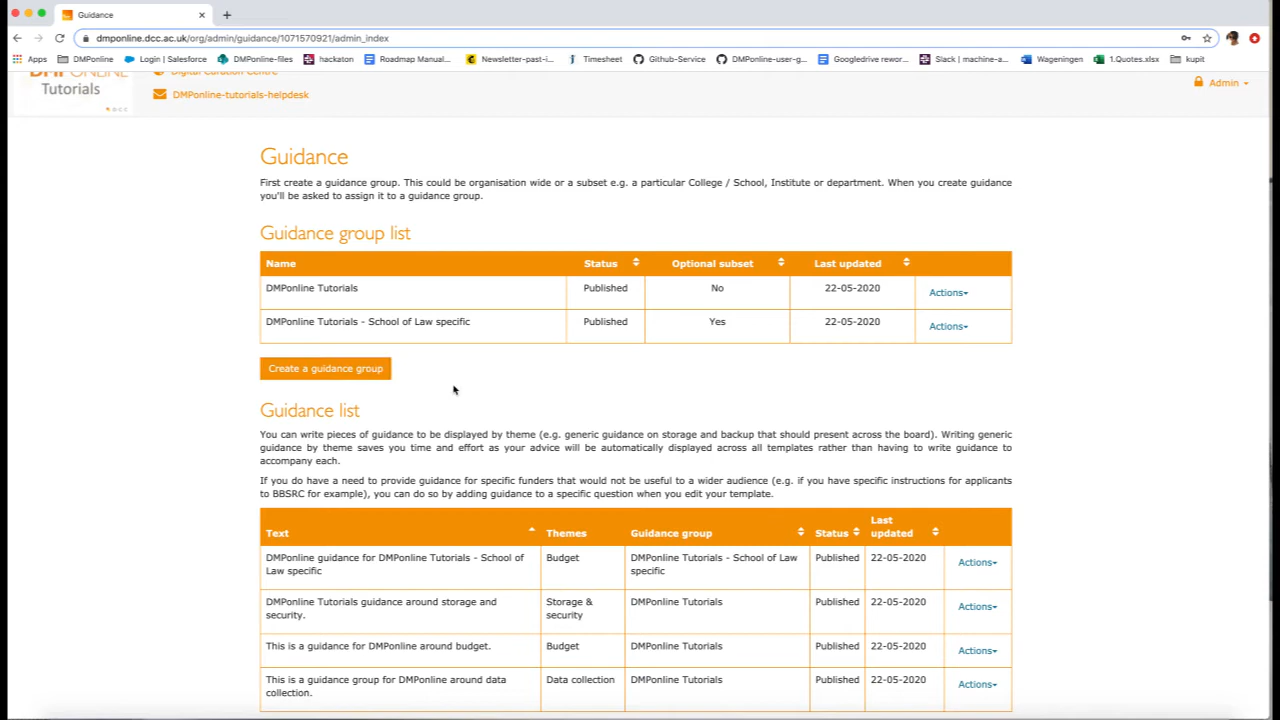 Guidance
dmponline.dcc.ac.uk/org/admin/guidance/1071570921/admin_index
Apps DMPonline Login | Salesforce DMPonline-files hackaton Roadmap Manual... Newsletter-past-i... Timesheet Github-Service DMPonline-user-g... Googledrive rewor... Slack | machine-a... Wageningen 1.Quotes.xlsx kupit
DMPONLINE Digital Curation Centre
Tutorials DMPonline-tutorials-helpdesk Admin
DCC
Guidance
First create a guidance group. This could be organisation wide or a subset e.g. a particular College / School, Institute or department. When you create guidance
you'll be asked to assign it to a guidance group.
Guidance group list
Name Status Optional subset Last updated
DMPonline Tutorials Published No 22-05-2020 Actions
DMPonline Tutorials - School of Law specific Published Yes 22-05-2020 Actions
Create a guidance group
Guidance list
You can write pieces of guidance to be displayed by theme (e.g. generic guidance on storage and backup that should present across the board). Writing generic
guidance by theme saves you time and effort as your advice will be automatically displayed across all templates rather than having to write guidance to
accompany each.
If you do have a need to provide guidance for specific funders that would not be useful to a wider audience (e.g. if you have specific instructions for applicants
to BBSRC for example), you can do so by adding guidance to a specific question when you edit your template.
Text Themes Guidance group Status Last updated
DMPonline guidance for DMPonline Tutorials - School of Budget DMPonline Tutorials - School of Law Published 22-05-2020 Actions
Law specific specific
DMPonline Tutorials guidance around storage and Storage & DMPonline Tutorials Published 22-05-2020 Actions
security. security
This is a guidance for DMPonline around budget. Budget DMPonline Tutorials Published 22-05-2020 Actions
This is a guidance group for DMPonline around data Data collection DMPonline Tutorials Published 22-05-2020 Actions
collection.